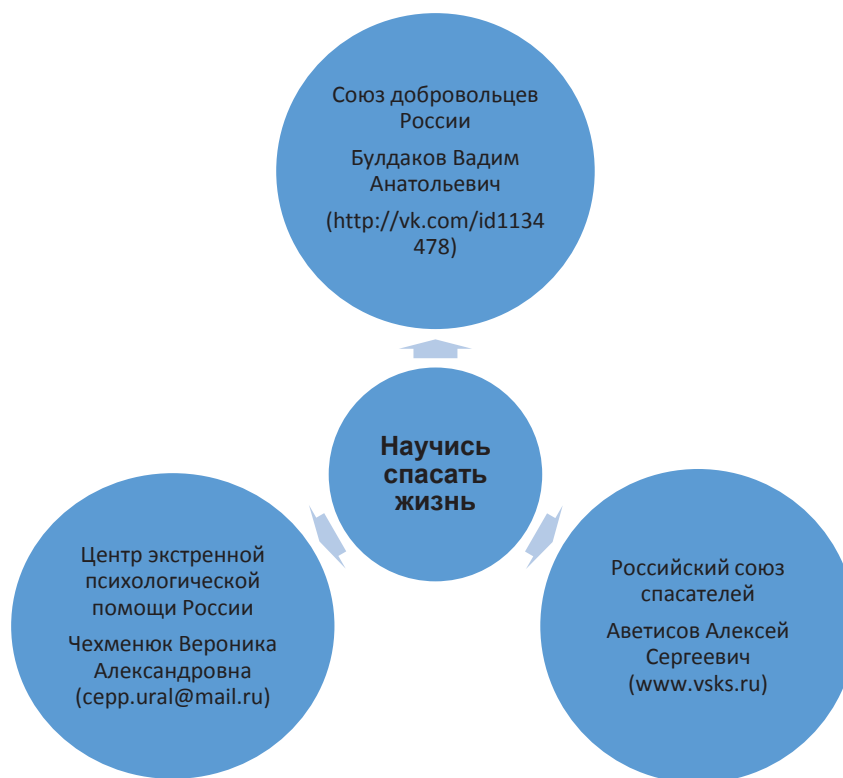 Союз добровольцев
России
Булдаков Вадим
Анатольевич
(http://vk.com/id1134
478)
Научись
спасать
жизнь
Центр экстренной
психологической
помощи России
Чехменюк Вероника
Александровна
(cepp.ural@mail.ru)
Российский союз
спасателей
Аветисов Алексей
Сергеевич
(www.vsks.ru)